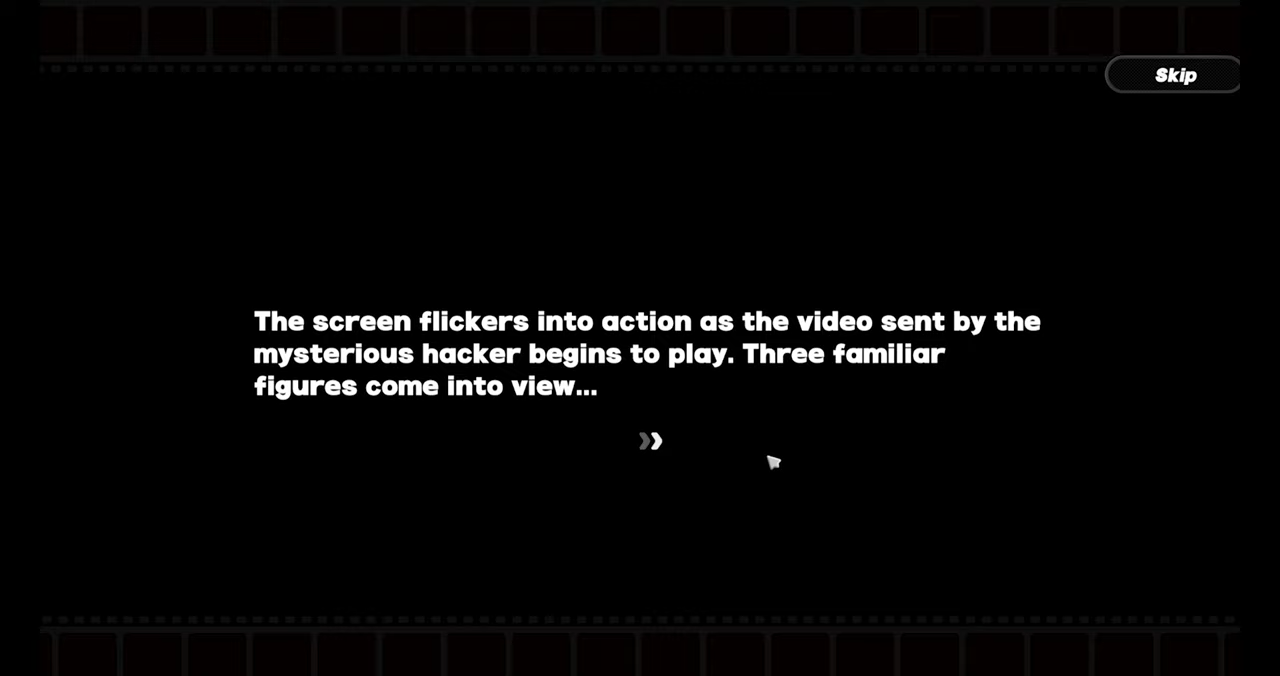 Skip
The screen flickers into action as the video sent by the
mysterious hacker begins to play. Three familiar
figures come into view...